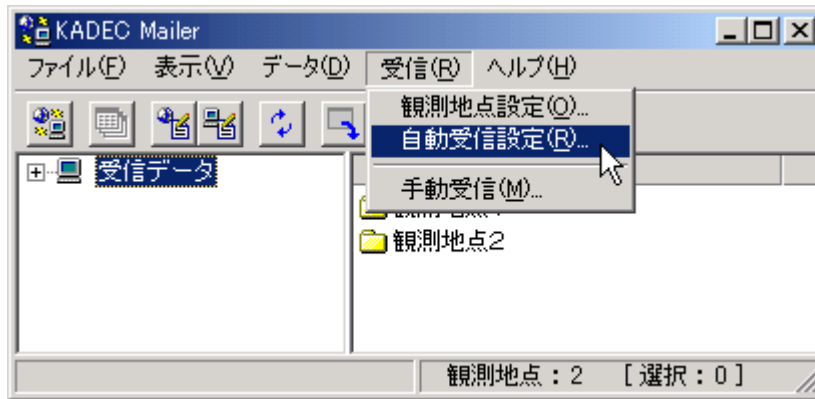 KADEC Mailer
ファイル(F) 表示(V) データ(D) 受信(R) ヘルプ(H)
観測地点設定(O)...
自動受信設定(R)...
手動受信(M)...
受信データ
観測地点2
観測地点：2 [選択：0]